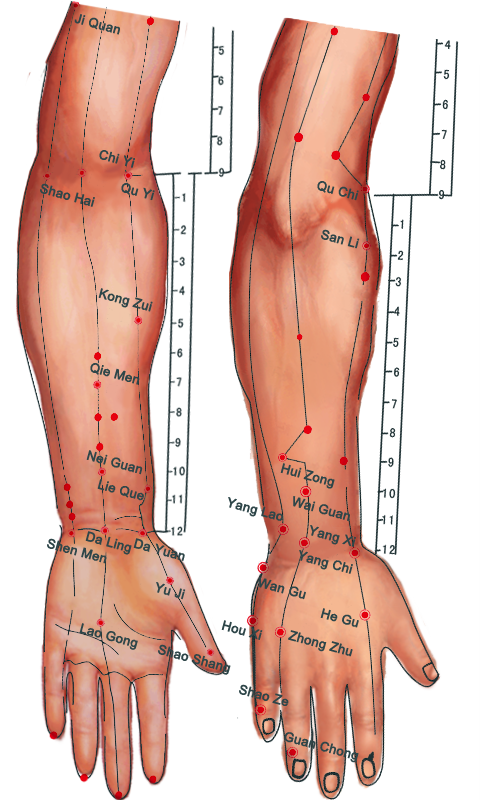 Ji Quan
5
6
7
8
9
Chi Yi
Qu Yi
Shao Hai
1
2
3
4
5
6
7
8
9
10
11
12
Kong Zui
Qie Men
Nei Guan
Lie Que
Da Ling
Da Yuan
Shen Men
Yu Ji
Lao Gong
Shao Shang
4
5
6
7
8
9
Qu Chi
San Li
1
2
3
4
5
6
7
8
9
10
11
12
Hui Zong
Wai Guan
Yang Lao
Yang Xi
Yang Chi
Wan Gu
He Gu
Hou Xi
Zhong Zhu
Shao Ze
Guan Chong